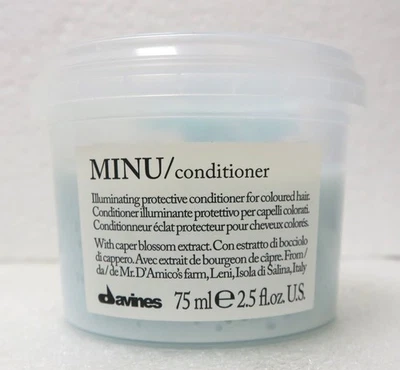 MINU/conditioner
Illuminating protective conditioner for coloured hair.
Conditioner illuminante protettivo per capelli colorati.
Conditionneur éclat protecteur pour cheveux colorés.
With caper blossom extract. Con estratto di bocciolo
di cappero. Avec extrait de bourgeon de câpre. From/
da/de Mr. D'Amico's farm, Leni, Isola di Salina, Italy
davines 75 ml ℮ 2.5 fl.oz. U.S.